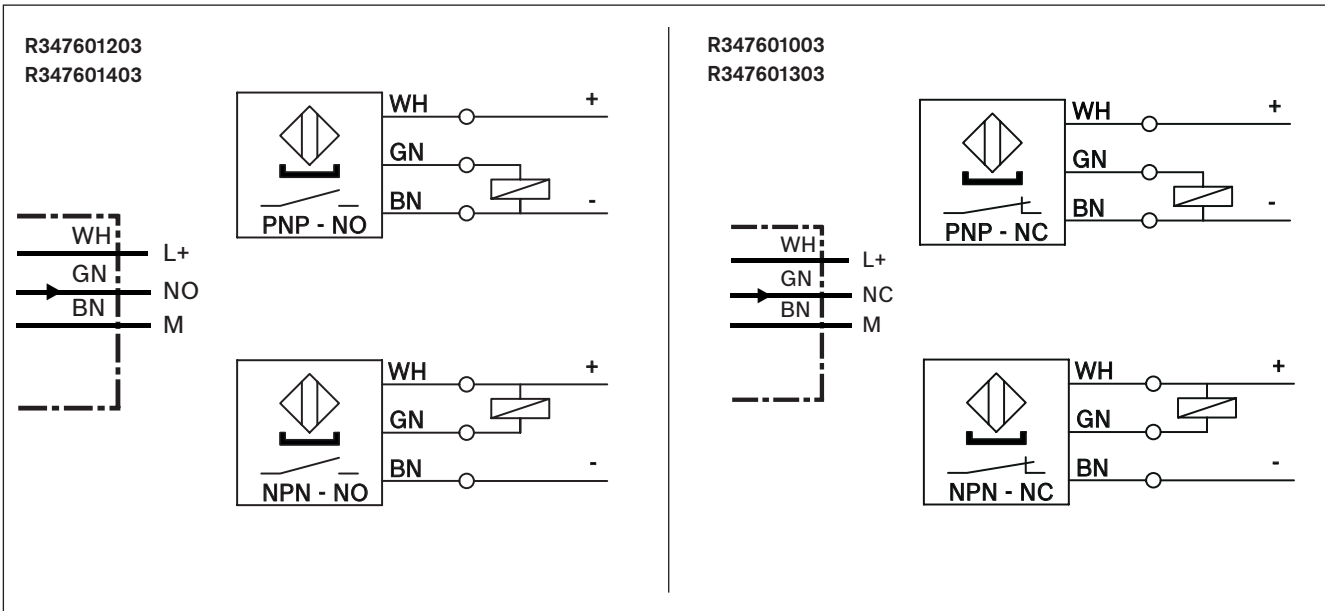 R347601203
R347601403
WH +
GN
BN -
PNP - NO
WH L+
GN NO
BN M
WH +
GN
BN -
NPN - NO
R347601003
R347601303
WH +
GN
BN -
PNP - NC
WH L+
GN NC
BN M
WH +
GN
BN -
NPN - NC